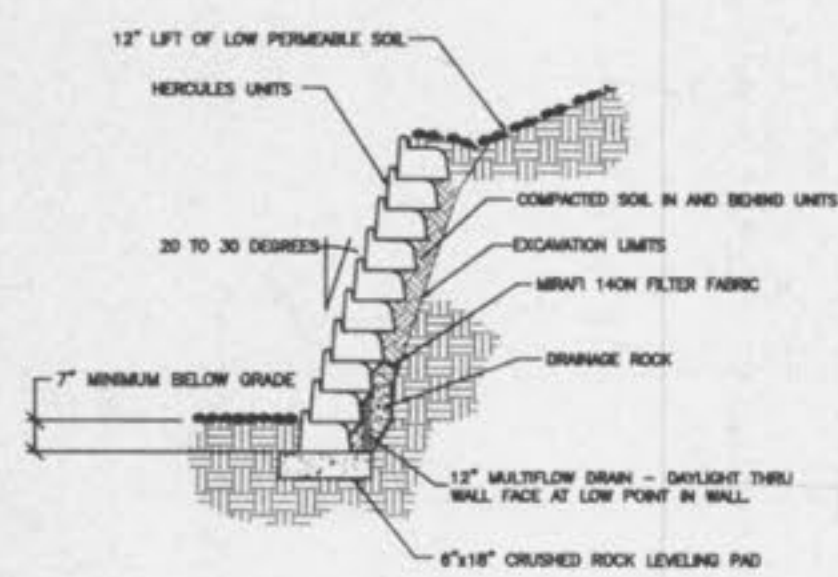 12" LIFT OF LOW PERMEABLE SOIL
HERCULES UNITS
COMPACTED SOIL IN AND BEHIND UNITS
20 TO 30 DEGREES
EXCAVATION LIMITS
MIRAFI 140N FILTER FABRIC
DRAINAGE ROCK
7" MINIMUM BELOW GRADE
12" MULTIFLOW DRAIN - DAYLIGHT THRU
WALL FACE AT LOW POINT IN WALL.
6"x18" CRUSHED ROCK LEVELING PAD